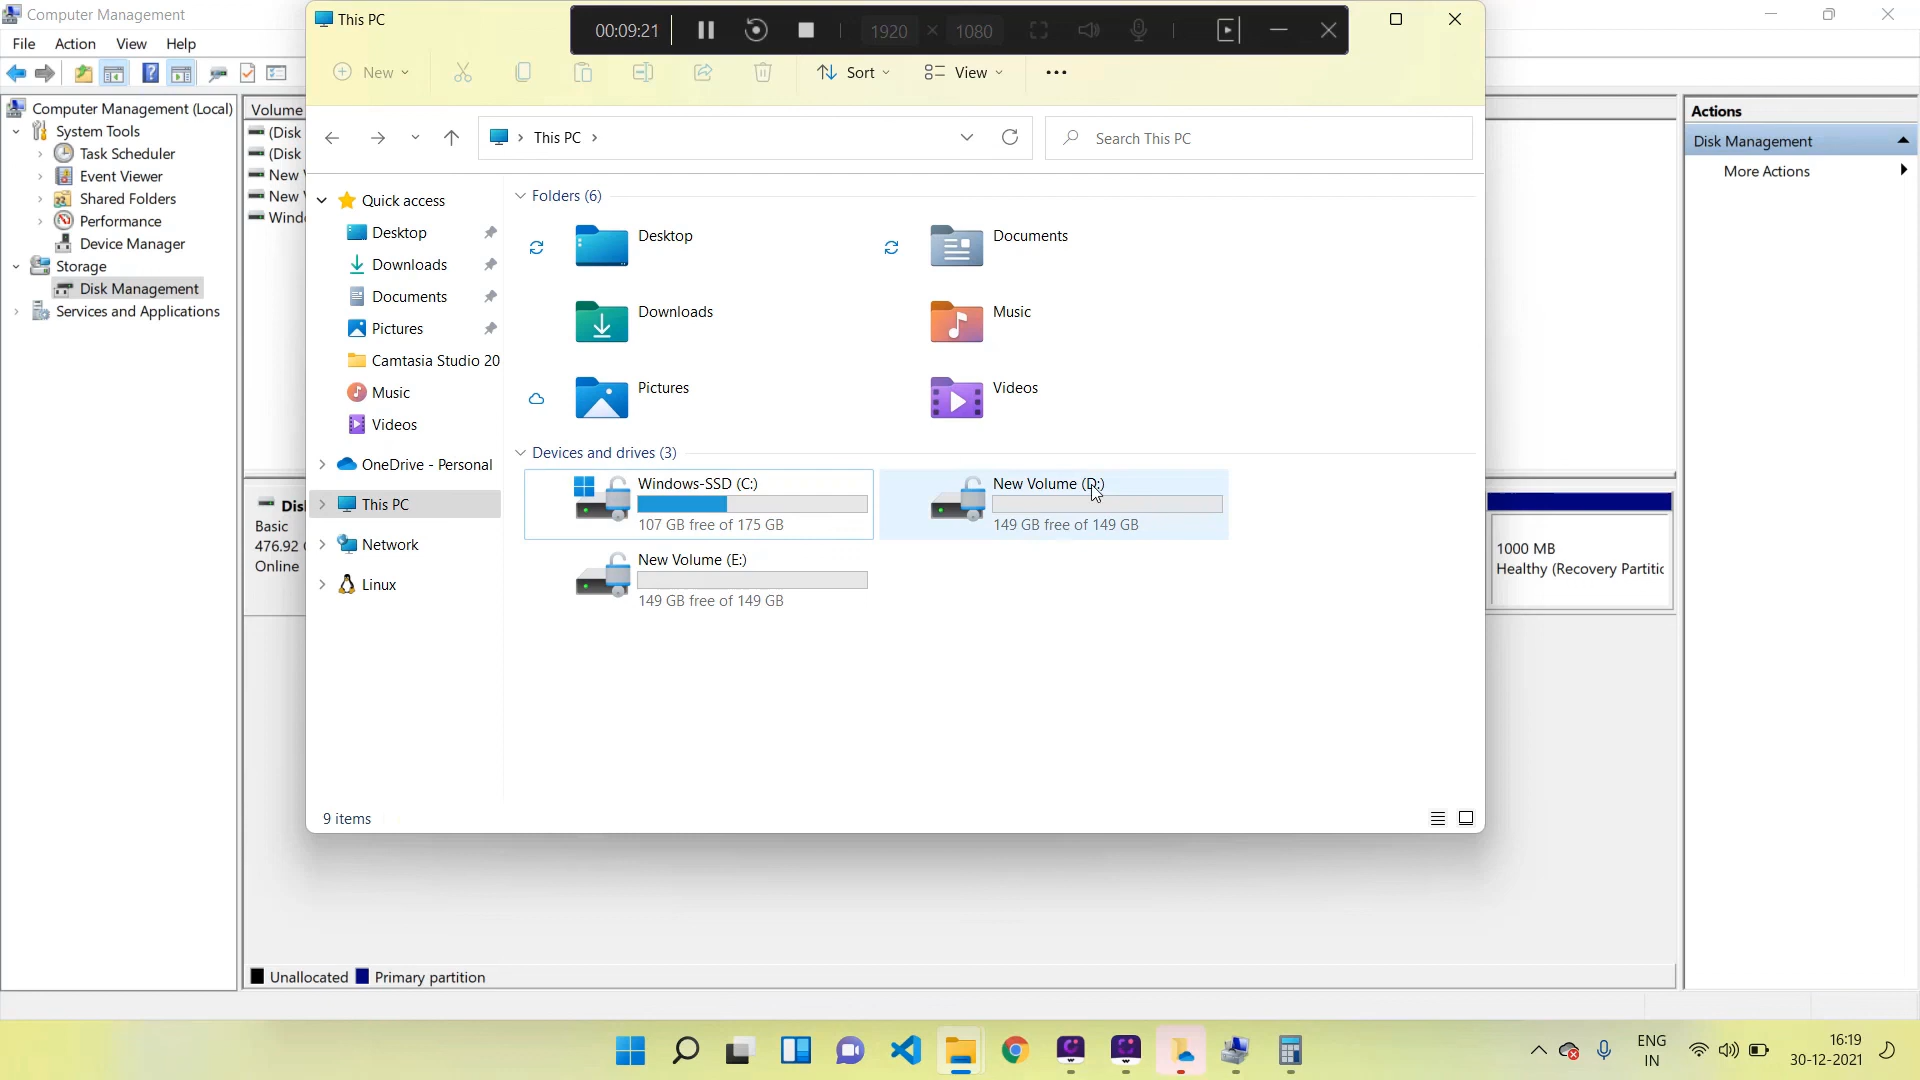 Computer Management
File Action View Help
Computer Management (Local)
System Tools
Task Scheduler
Event Viewer
Shared Folders
Performance
Device Manager
Storage
Disk Management
Services and Applications
Volume
(Disk
(Disk
New
New
Wind
Basic
476.92
Online
This PC
00:09:21 1920 × 1080
New Sort View
This PC
Search This PC
Quick access
Desktop
Downloads
Documents
Pictures
Camtasia Studio 20
Music
Videos
OneDrive - Personal
This PC
Network
Linux
Folders (6)
Desktop
Documents
Downloads
Music
Pictures
Videos
Devices and drives (3)
Windows-SSD (C:)
107 GB free of 175 GB
New Volume (D:)
149 GB free of 149 GB
New Volume (E:)
149 GB free of 149 GB
9 items
1000 MB
Healthy (Recovery Partitic
Actions
Disk Management
More Actions
Unallocated Primary partition
ENG
IN
16:19
30-12-2021